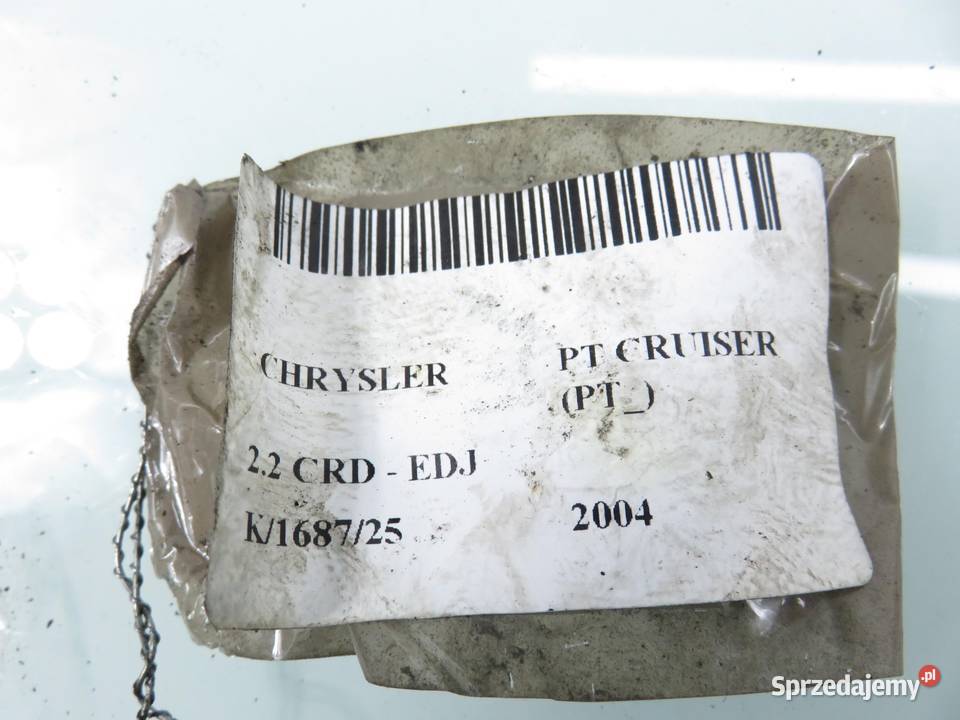 CHRYSLER
PT CRUISER
(PT_)
2.2 CRD - EDJ
K/1687/25
2004
Sprzedajemy.pl